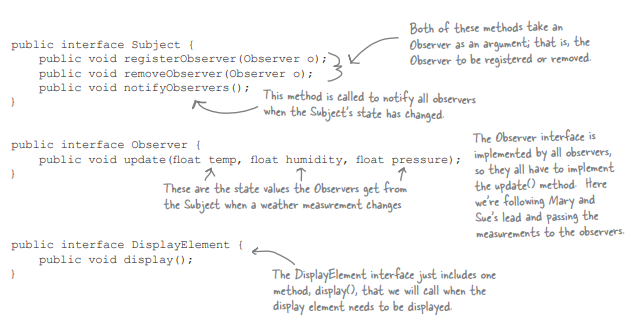 public interface Subject {
public void registerObserver(Observer o);
public void removeObserver(Observer o);
public void notifyObservers();
}
Both of these methods take an
Observer as an argument; that is, the
Observer to be registered or removed.
This method is called to notify all observers
when the Subject's state has changed.
public interface Observer {
public void update(float temp, float humidity, float pressure);
}
These are the state values the Observers get from
the Subject when a weather measurement changes
The Observer interface is
implemented by all observers,
so they all have to implement
the update() method. Here
we're following Mary and
Sue's lead and passing the
measurements to the observers.
public interface DisplayElement {
public void display();
}
The DisplayElement interface just includes one
method, display(), that we will call when the
display element needs to be displayed.